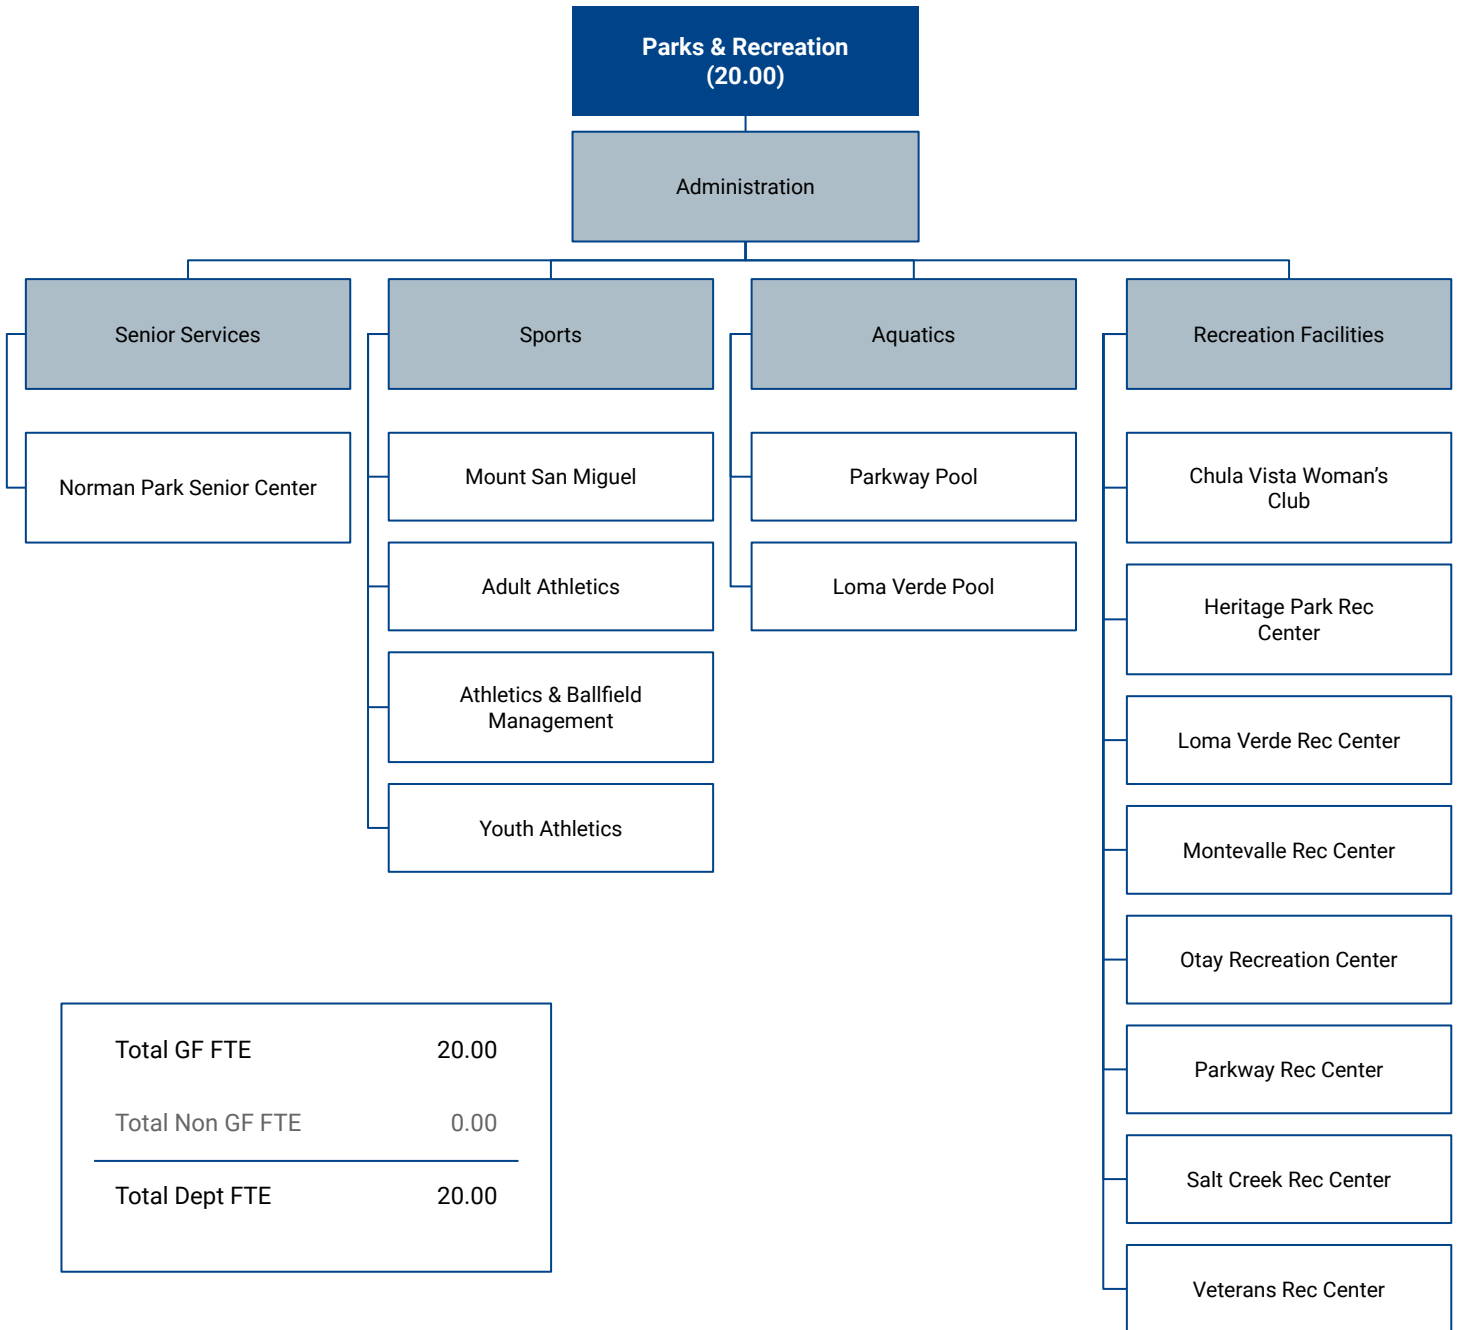 Parks & Recreation
(20.00)
Administration
Senior Services
Sports
Aquatics
Recreation Facilities
Norman Park Senior Center
Mount San Miguel
Adult Athletics
Athletics & Ballfield
Management
Youth Athletics
Parkway Pool
Loma Verde Pool
Chula Vista Woman’s
Club
Heritage Park Rec
Center
Loma Verde Rec Center
Montevalle Rec Center
Otay Recreation Center
Parkway Rec Center
Salt Creek Rec Center
Veterans Rec Center
Total GF FTE 20.00
Total Non GF FTE 0.00
Total Dept FTE 20.00